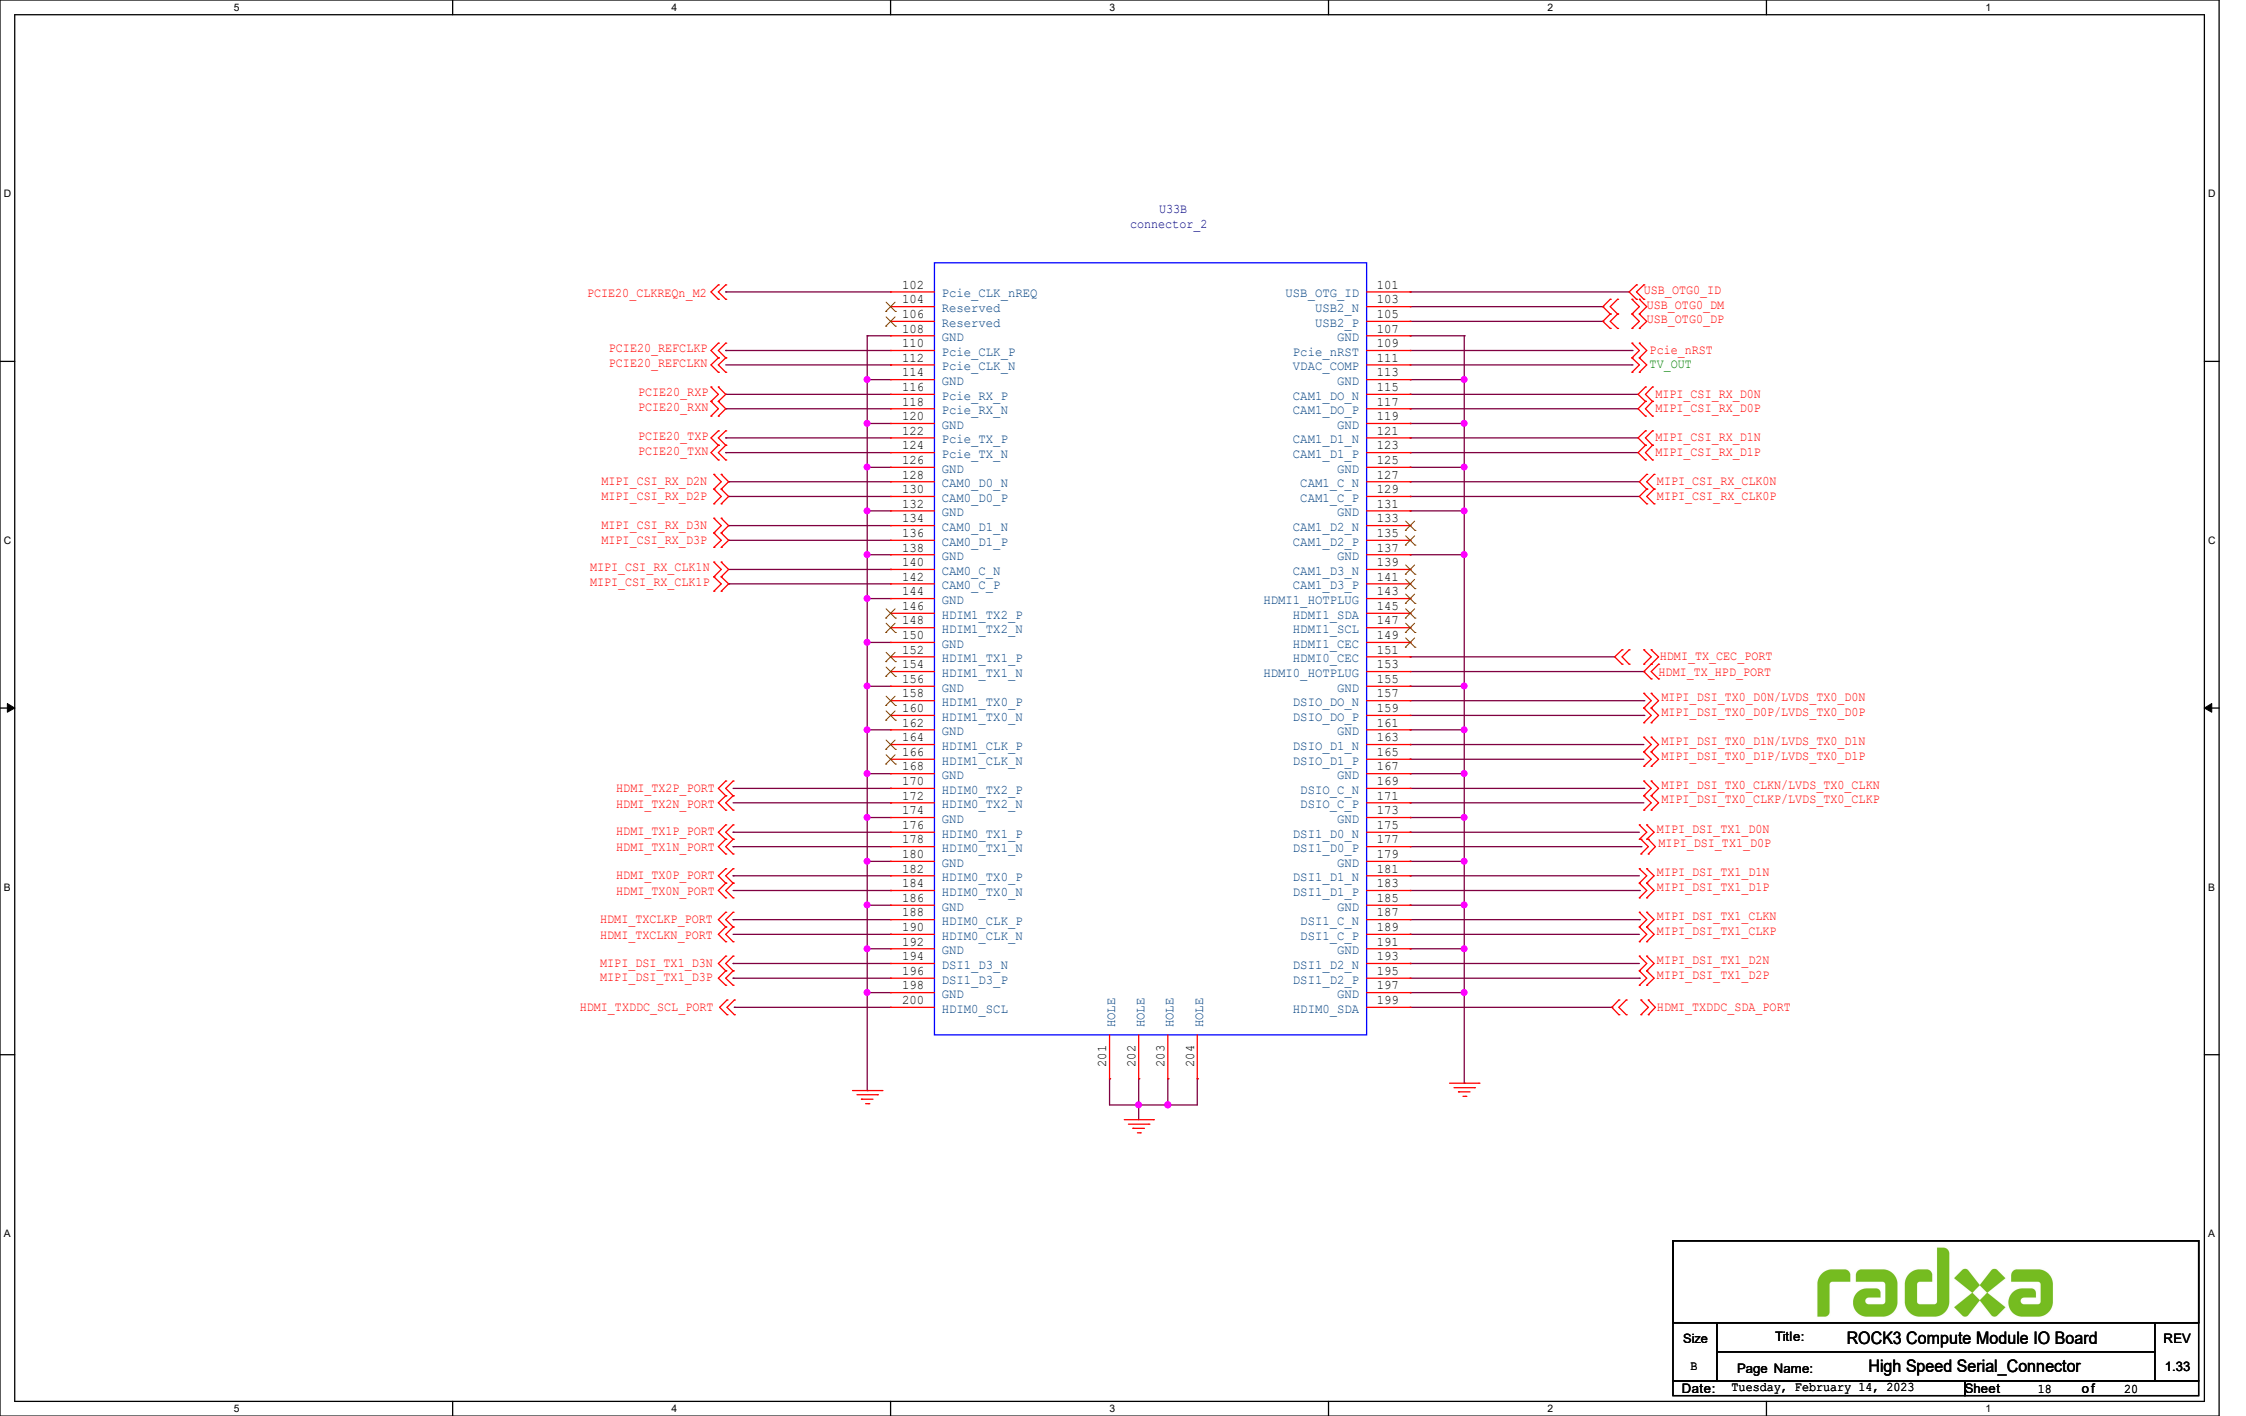 5 4 3 2 1
D D
C C
B B
A A
U33B
connector_2
PCIE20_CLKREQn_M2 102 Pcie_CLK_nREQ USB_OTG_ID 101 USB_OTG0_ID
104 Reserved USB2_N 103 USB_OTG0_DM
106 Reserved USB2_P 105 USB_OTG0_DP
108 GND GND 107
PCIE20_REFCLKP 110 Pcie_CLK_P Pcie_nRST 109 Pcie_nRST
PCIE20_REFCLKN 112 Pcie_CLK_N VDAC_COMP 111 TV_OUT
114 GND GND 113
PCIE20_RXP 116 Pcie_RX_P CAM1_DO_N 115 MIPI_CSI_RX_D0N
PCIE20_RXN 118 Pcie_RX_N CAM1_DO_P 117 MIPI_CSI_RX_D0P
120 GND GND 119
PCIE20_TXP 122 Pcie_TX_P CAM1_D1_N 121 MIPI_CSI_RX_D1N
PCIE20_TXN 124 Pcie_TX_N CAM1_D1_P 123 MIPI_CSI_RX_D1P
126 GND GND 125
MIPI_CSI_RX_D2N 128 CAM0_D0_N CAM1_C_N 127 MIPI_CSI_RX_CLK0N
MIPI_CSI_RX_D2P 130 CAM0_D0_P CAM1_C_P 129 MIPI_CSI_RX_CLK0P
132 GND GND 131
MIPI_CSI_RX_D3N 134 CAM0_D1_N CAM1_D2_N 133
MIPI_CSI_RX_D3P 136 CAM0_D1_P CAM1_D2_P 135
138 GND GND 137
MIPI_CSI_RX_CLK1N 140 CAM0_C_N CAM1_D3_N 139
MIPI_CSI_RX_CLK1P 142 CAM0_C_P CAM1_D3_P 141
144 GND HDMI1_HOTPLUG 143
146 HDIM1_TX2_P HDMI1_SDA 145
148 HDIM1_TX2_N HDMI1_SCL 147
150 GND HDMI1_CEC 149
152 HDIM1_TX1_P HDMI0_CEC 151 HDMI_TX_CEC_PORT
154 HDIM1_TX1_N HDMI0_HOTPLUG 153 HDMI_TX_HPD_PORT
156 GND GND 155
158 HDIM1_TX0_P DSIO_DO_N 157 MIPI_DSI_TX0_D0N/LVDS_TX0_D0N
160 HDIM1_TX0_N DSIO_DO_P 159 MIPI_DSI_TX0_D0P/LVDS_TX0_D0P
162 GND GND 161
164 HDIM1_CLK_P DSIO_D1_N 163 MIPI_DSI_TX0_D1N/LVDS_TX0_D1N
166 HDIM1_CLK_N DSIO_D1_P 165 MIPI_DSI_TX0_D1P/LVDS_TX0_D1P
168 GND GND 167
HDMI_TX2P_PORT 170 HDIM0_TX2_P DSIO_C_N 169 MIPI_DSI_TX0_CLKN/LVDS_TX0_CLKN
HDMI_TX2N_PORT 172 HDIM0_TX2_N DSIO_C_P 171 MIPI_DSI_TX0_CLKP/LVDS_TX0_CLKP
174 GND GND 173
HDMI_TX1P_PORT 176 HDIM0_TX1_P DSI1_D0_N 175 MIPI_DSI_TX1_D0N
HDMI_TX1N_PORT 178 HDIM0_TX1_N DSI1_D0_P 177 MIPI_DSI_TX1_D0P
180 GND GND 179
HDMI_TX0P_PORT 182 HDIM0_TX0_P DSI1_D1_N 181 MIPI_DSI_TX1_D1N
HDMI_TX0N_PORT 184 HDIM0_TX0_N DSI1_D1_P 183 MIPI_DSI_TX1_D1P
186 GND GND 185
HDMI_TXCLKP_PORT 188 HDIM0_CLK_P DSI1_C_N 187 MIPI_DSI_TX1_CLKN
HDMI_TXCLKN_PORT 190 HDIM0_CLK_N DSI1_C_P 189 MIPI_DSI_TX1_CLKP
192 GND GND 191
MIPI_DSI_TX1_D3N 194 DSI1_D3_N DSI1_D2_N 193 MIPI_DSI_TX1_D2N
MIPI_DSI_TX1_D3P 196 DSI1_D3_P DSI1_D2_P 195 MIPI_DSI_TX1_D2P
198 GND GND 197
HDMI_TXDDC_SCL_PORT 200 HDIM0_SCL HDIM0_SDA 199 HDMI_TXDDC_SDA_PORT
HOLE HOLE HOLE HOLE
201 202 203 204
radxa
Size Title: ROCK3 Compute Module IO Board REV
B Page Name: High Speed Serial_Connector 1.33
Date: Tuesday, February 14, 2023 Sheet 18 of 20
5 4 3 2 1